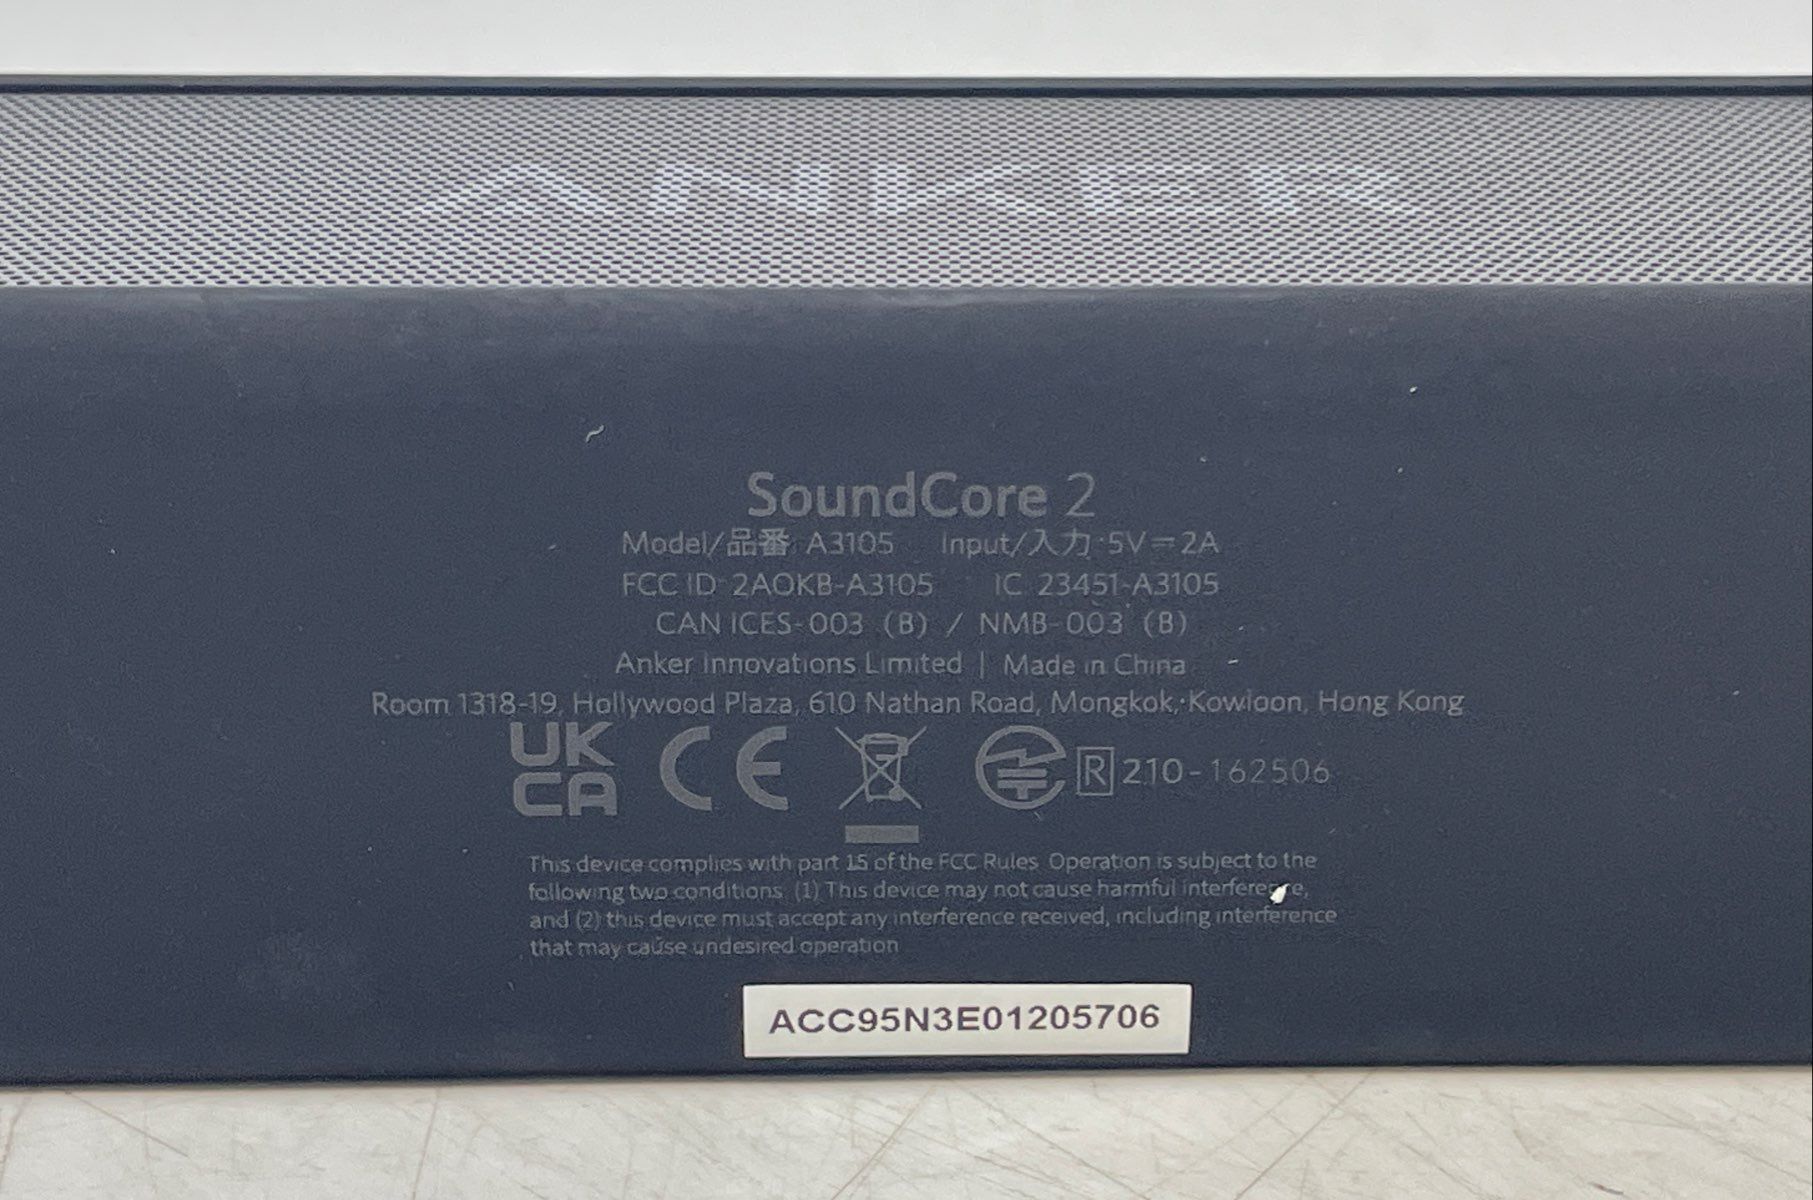 ANKER
SoundCore 2
Model/品番 A3105 Input/入力 5V⎓2A
FCC ID 2AOKB-A3105 IC 23451-A3105
CAN ICES-003 (B) / NMB-003 (B)
Anker Innovations Limited | Made in China
Room 1318-19, Hollywood Plaza, 610 Nathan Road, Mongkok, Kowloon, Hong Kong
UK
CA CE R 210-162506
This device complies with part 15 of the FCC Rules Operation is subject to the
following two conditions (1) This device may not cause harmful interference,
and (2) this device must accept any interference received, including interference
that may cause undesired operation
ACC95N3E01205706